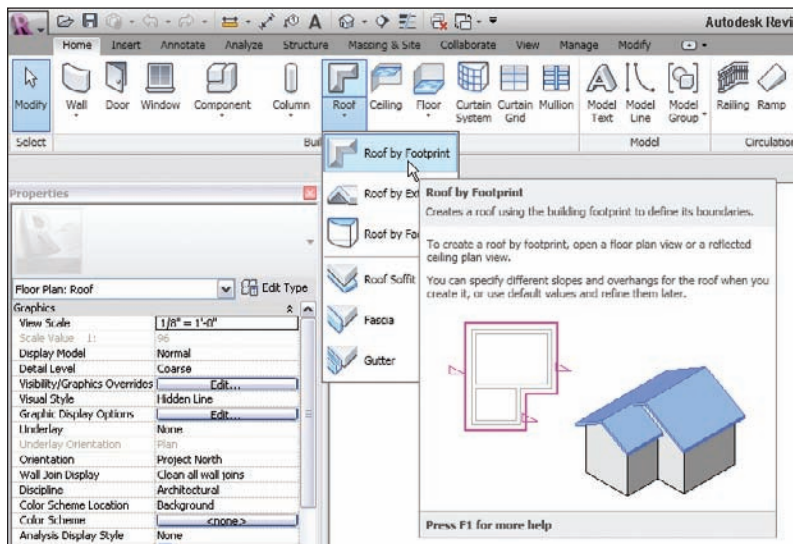 Autodesk Revi
Home Insert Annotate Analyze Structure Massing & Site Collaborate View Manage Modify
Modify Wall Door Window Component Column Roof Ceiling Floor Curtain System Curtain Grid Mullion Model Text Model Line Model Group Railing Ramp
Select Buil Model Circulation
Roof by Footprint
Roof by Ext
Roof by Fac
Roof Soffit
Fascia
Gutter
Roof by Footprint
Creates a roof using the building footprint to define its boundaries.
To create a roof by footprint, open a floor plan view or a reflected
ceiling plan view.
You can specify different slopes and overhangs for the roof when you
create it, or use default values and refine them later.
Press F1 for more help
Properties
Floor Plan: Roof Edit Type
Graphics
View Scale 1/8" = 1'-0"
Scale Value 1: 96
Display Model Normal
Detail Level Coarse
Visibility/Graphics Overrides Edit...
Visual Style Hidden Line
Graphic Display Options Edit...
Underlay None
Underlay Orientation Plan
Orientation Project North
Wall Join Display Clean all wall joins
Discipline Architectural
Color Scheme Location Background
Color Scheme <none>
Analysis Display Style None